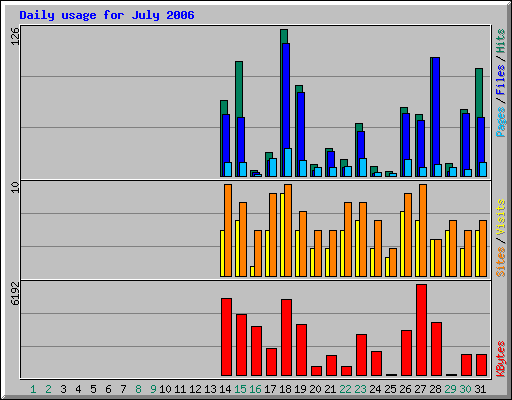 Daily usage for July 2006
126
Pages / Files / Hits
10
Sites / Visits
6192
KBytes
1 2 3 4 5 6 7 8 9 10 11 12 13 14 15 16 17 18 19 20 21 22 23 24 25 26 27 28 29 30 31